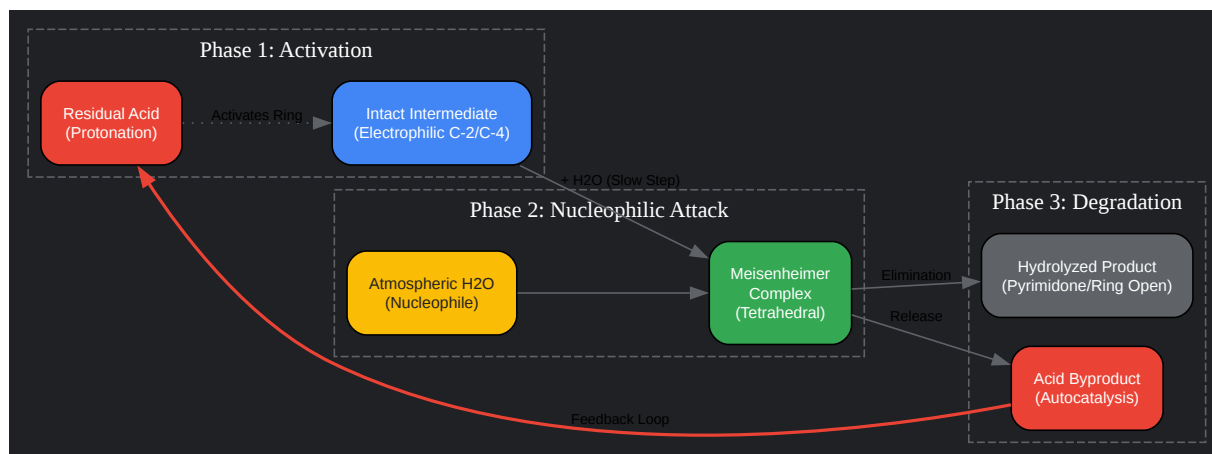 Phase 1: Activation
Residual Acid
(Protonation)
Activates Ring
Intact Intermediate
(Electrophilic C-2/C-4)
+ H2O (Slow Step)
Phase 2: Nucleophilic Attack
Atmospheric H2O
(Nucleophile)
Meisenheimer
Complex
(Tetrahedral)
Elimination
Release
Phase 3: Degradation
Hydrolyzed Product
(Pyrimidone/Ring Open)
Acid Byproduct
(Autocatalysis)
Feedback Loop